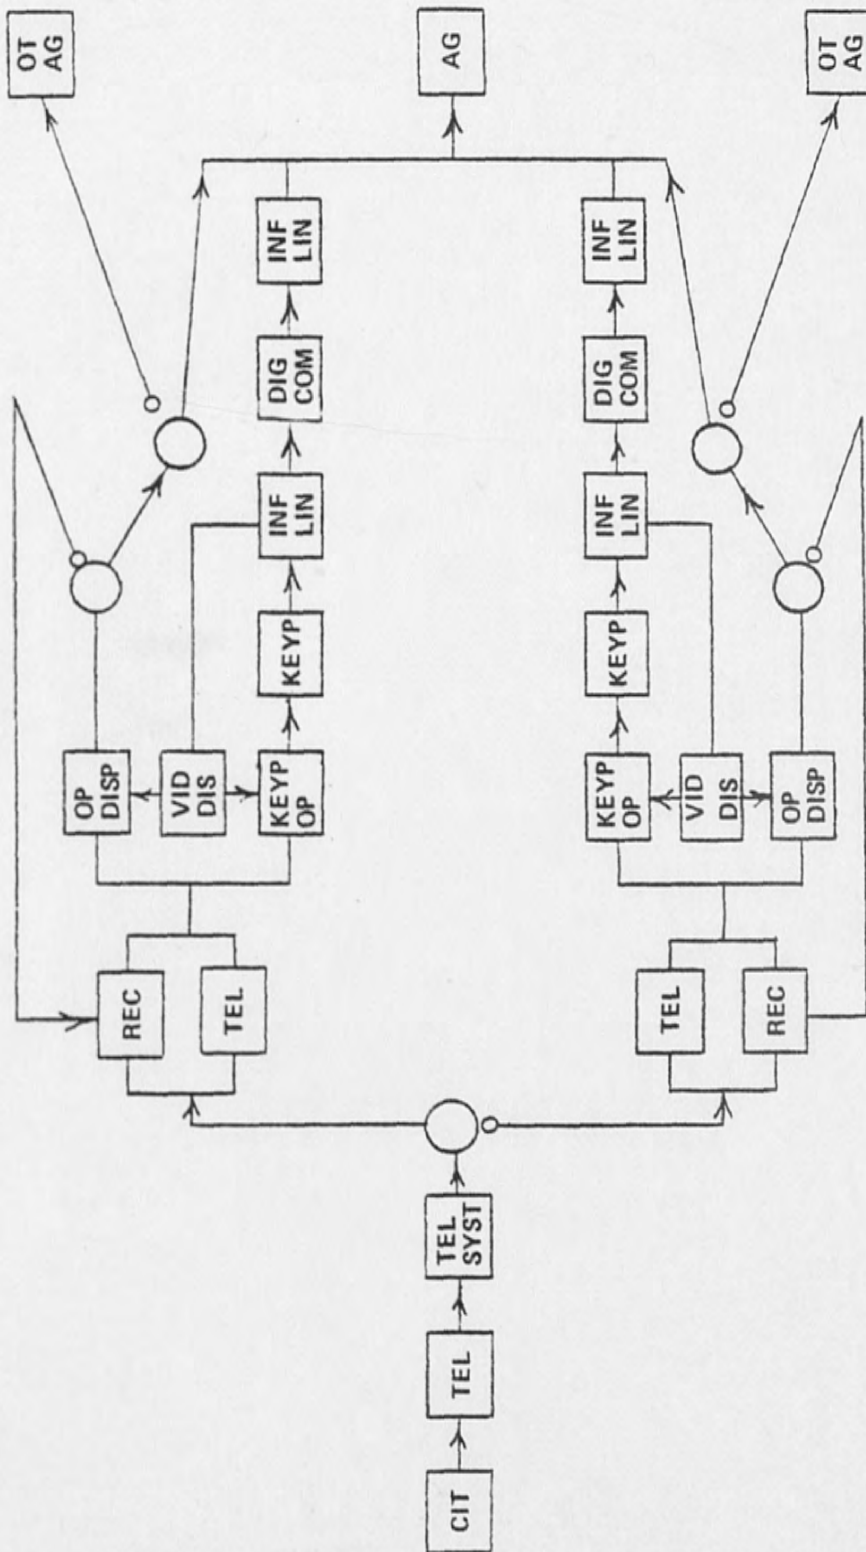 OT
AG
OP
DISP
REC
VID
DIS
TEL
KEYP
OP
KEYP
INF
LIN
DIG
COM
INF
LIN
CIT
TEL
TEL
SYST
AG
KEYP
OP
KEYP
INF
LIN
DIG
COM
INF
LIN
TEL
VID
DIS
REC
OP
DISP
OT
AG